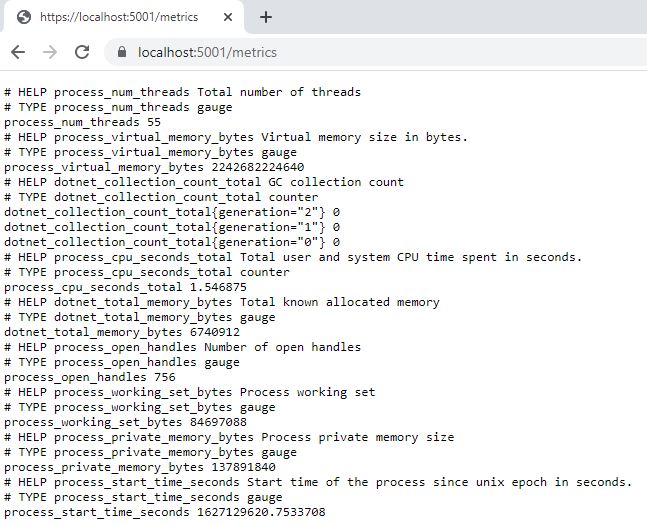 https://localhost:5001/metrics
localhost:5001/metrics
# HELP process_num_threads Total number of threads
# TYPE process_num_threads gauge
process_num_threads 55
# HELP process_virtual_memory_bytes Virtual memory size in bytes.
# TYPE process_virtual_memory_bytes gauge
process_virtual_memory_bytes 2242682224640
# HELP dotnet_collection_count_total GC collection count
# TYPE dotnet_collection_count_total counter
dotnet_collection_count_total{generation="2"} 0
dotnet_collection_count_total{generation="1"} 0
dotnet_collection_count_total{generation="0"} 0
# HELP process_cpu_seconds_total Total user and system CPU time spent in seconds.
# TYPE process_cpu_seconds_total counter
process_cpu_seconds_total 1.546875
# HELP dotnet_total_memory_bytes Total known allocated memory
# TYPE dotnet_total_memory_bytes gauge
dotnet_total_memory_bytes 6740912
# HELP process_open_handles Number of open handles
# TYPE process_open_handles gauge
process_open_handles 756
# HELP process_working_set_bytes Process working set
# TYPE process_working_set_bytes gauge
process_working_set_bytes 84697088
# HELP process_private_memory_bytes Process private memory size
# TYPE process_private_memory_bytes gauge
process_private_memory_bytes 137891840
# HELP process_start_time_seconds Start time of the process since unix epoch in seconds.
# TYPE process_start_time_seconds gauge
process_start_time_seconds 1627129620.7533708